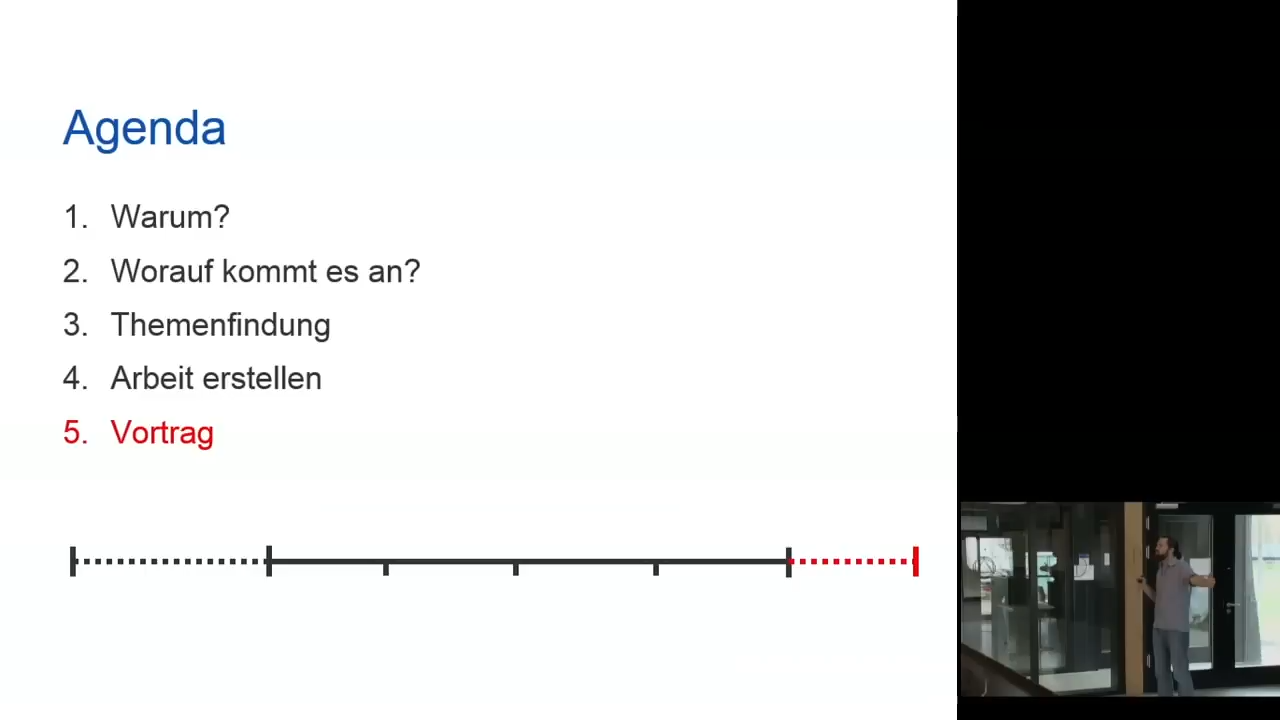 Agenda
1. Warum?
2. Worauf kommt es an?
3. Themenfindung
4. Arbeit erstellen
5. Vortrag